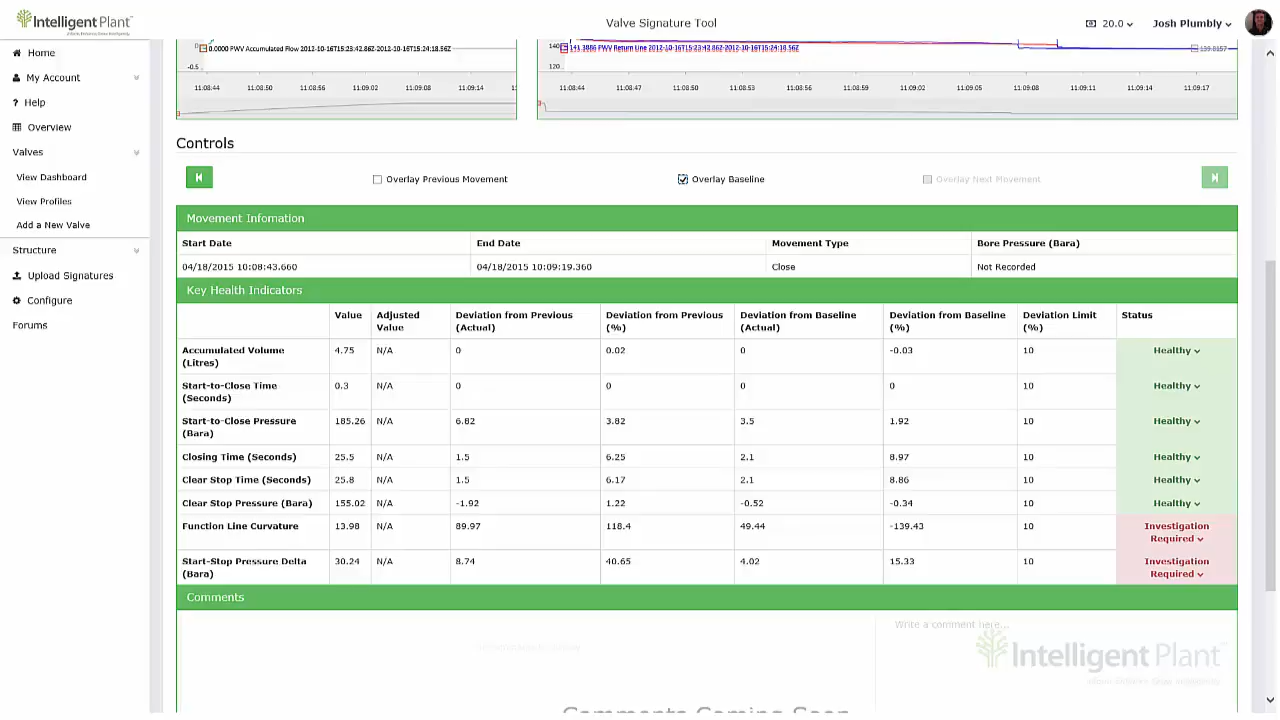 Intelligent Plant
Valve Signature Tool
20.0
Josh Plumbly
Home
My Account
Help
Overview
Valves
View Dashboard
View Profiles
Add a New Valve
Structure
Upload Signatures
Configure
Forums
0
0.0000 PWV Accumulated Flow 2012-10-16T15:23:42.86Z-2012-10-16T15:24:18.56Z
-0.5
11:08:44 11:08:50 11:08:56 11:09:02 11:09:08 11:09:14
140
141.3886 PWV Return Line 2012-10-16T15:23:42.86Z-2012-10-16T15:24:18.56Z
139.8157
120
11:08:44 11:08:47 11:08:50 11:08:53 11:08:56 11:08:59 11:09:02 11:09:05 11:09:08 11:09:11 11:09:14 11:09:17
Controls
Overlay Previous Movement Overlay Baseline Overlay Next Movement
Movement Infomation
Start Date End Date Movement Type Bore Pressure (Bara)
04/18/2015 10:08:43.660 04/18/2015 10:09:19.360 Close Not Recorded
Key Health Indicators
Value Adjusted Value Deviation from Previous (Actual) Deviation from Previous (%) Deviation from Baseline (Actual) Deviation from Baseline (%) Deviation Limit (%) Status
Accumulated Volume (Litres) 4.75 N/A 0 0.02 0 -0.03 10 Healthy
Start-to-Close Time (Seconds) 0.3 N/A 0 0 0 0 10 Healthy
Start-to-Close Pressure (Bara) 185.26 N/A 6.82 3.82 3.5 1.92 10 Healthy
Closing Time (Seconds) 25.5 N/A 1.5 6.25 2.1 8.97 10 Healthy
Clear Stop Time (Seconds) 25.8 N/A 1.5 6.17 2.1 8.86 10 Healthy
Clear Stop Pressure (Bara) 155.02 N/A -1.92 1.22 -0.52 -0.34 10 Healthy
Function Line Curvature 13.98 N/A 89.97 118.4 49.44 -139.43 10 Investigation Required
Start-Stop Pressure Delta (Bara) 30.24 N/A 8.74 40.65 4.02 15.33 10 Investigation Required
Comments
Write a comment here...
Intelligent Plant
Comments Coming Soon